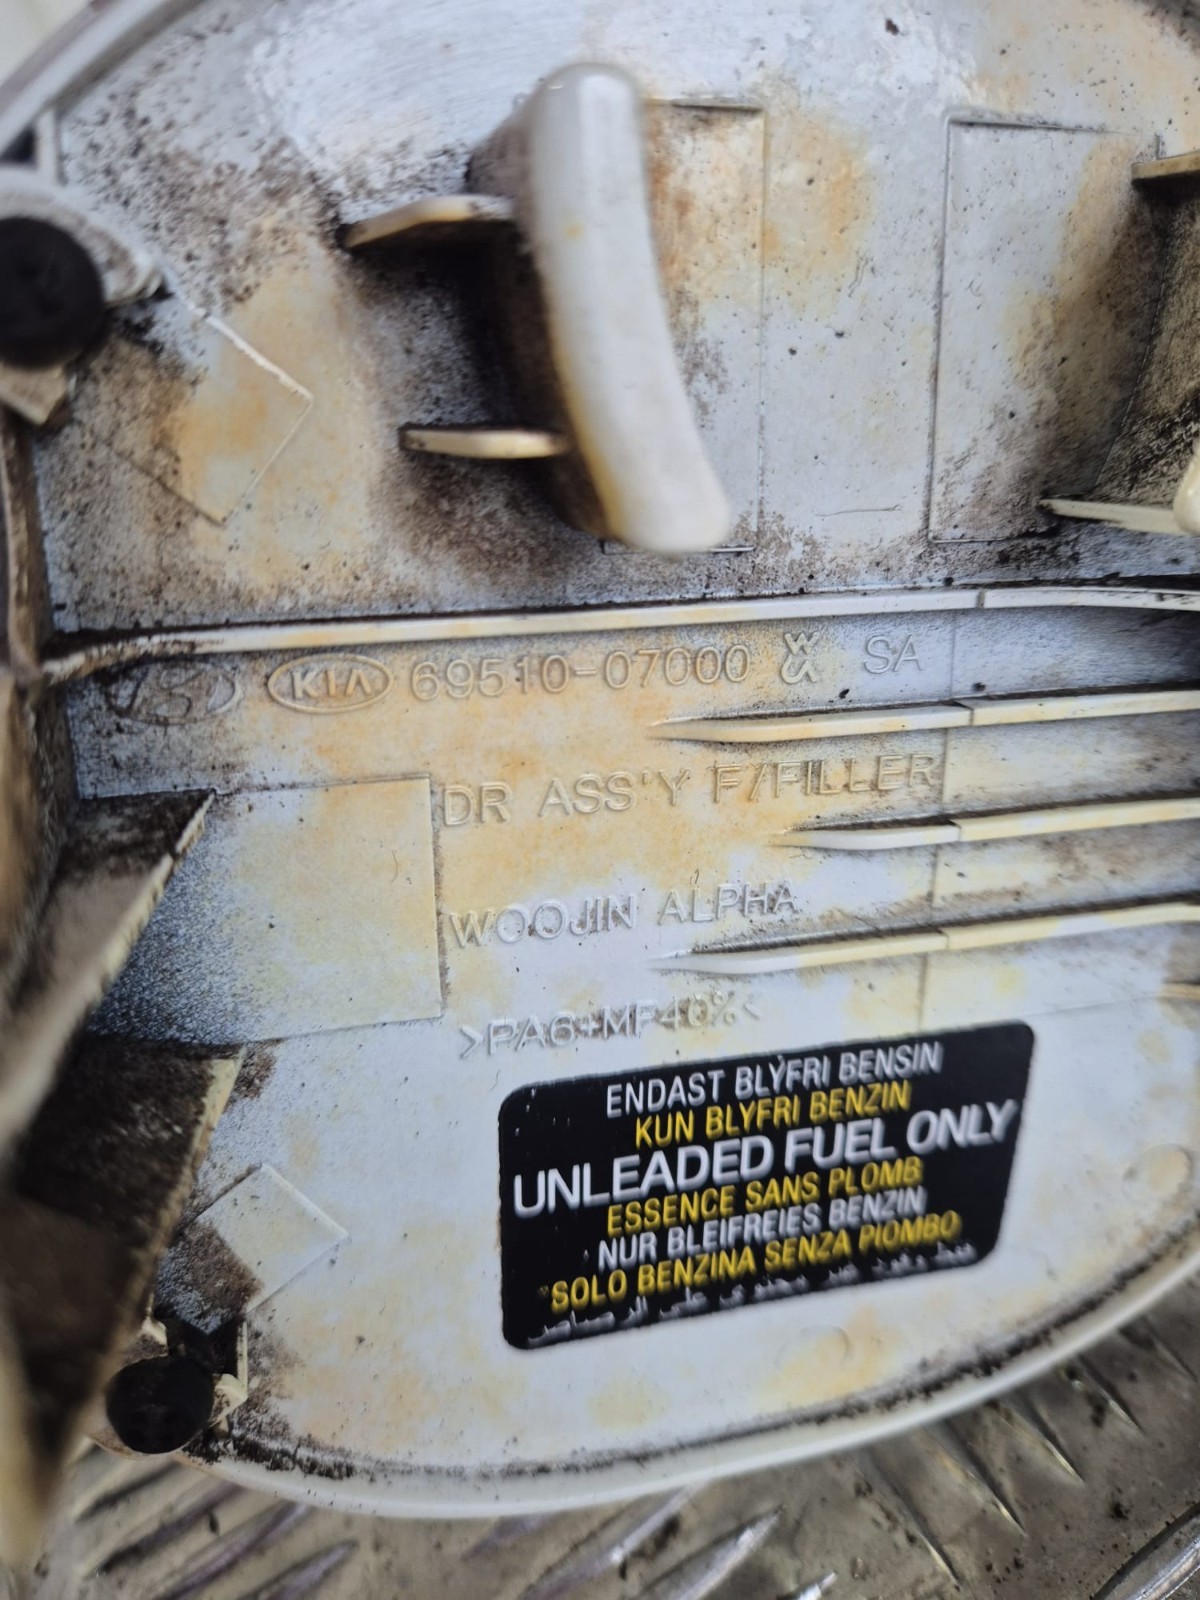 KIA 69510-07000 SA
DR ASS'Y F/FILLER
WOOJIN ALPHA
>PA6+MF40%<
ENDAST BLYFRI BENSIN
KUN BLYFRI BENZIN
UNLEADED FUEL ONLY
ESSENCE SANS PLOMB
NUR BLEIFREIES BENZIN
SOLO BENZINA SENZA PIOMBO